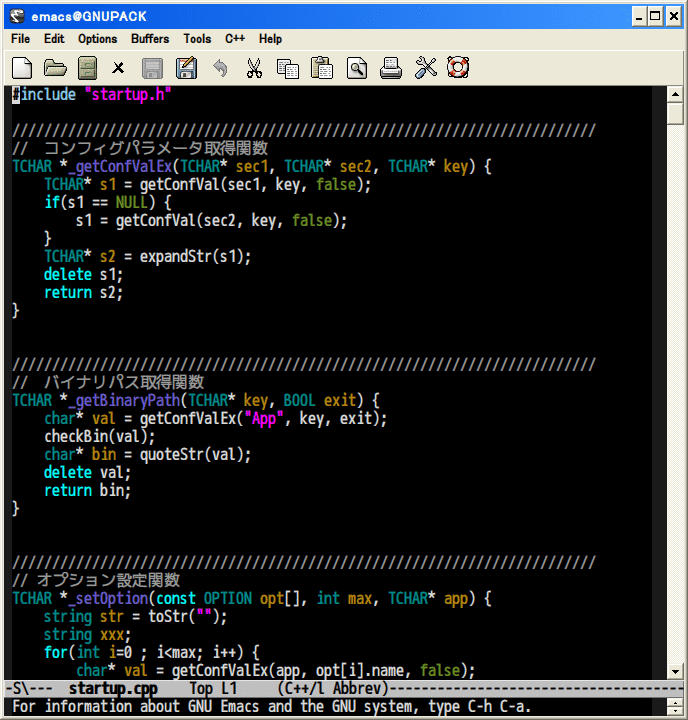 emacs@GNUPACK
File Edit Options Buffers Tools C++ Help
#include "startup.h"
/////////////////////////////////////////////////////////////////////////
//　コンフィグパラメータ取得関数
TCHAR *_getConfValEx(TCHAR* sec1, TCHAR* sec2, TCHAR* key) {
    TCHAR* s1 = getConfVal(sec1, key, false);
    if(s1 == NULL) {
        s1 = getConfVal(sec2, key, false);
    }
    TCHAR* s2 = expandStr(s1);
    delete s1;
    return s2;
}
/////////////////////////////////////////////////////////////////////////
//　バイナリパス取得関数
TCHAR *_getBinaryPath(TCHAR* key, BOOL exit) {
    char* val = getConfValEx("App", key, exit);
    checkBin(val);
    char* bin = quoteStr(val);
    delete val;
    return bin;
}
/////////////////////////////////////////////////////////////////////////
// オプション設定関数
TCHAR *_setOption(const OPTION opt[], int max, TCHAR* app) {
    string str = toStr("");
    string xxx;
    for(int i=0 ; i<max; i++) {
        char* val = getConfValEx(app, opt[i].name, false);
-S\---  startup.cpp    Top L1     (C++/l Abbrev)-------------------------------------
For information about GNU Emacs and the GNU system, type C-h C-a.